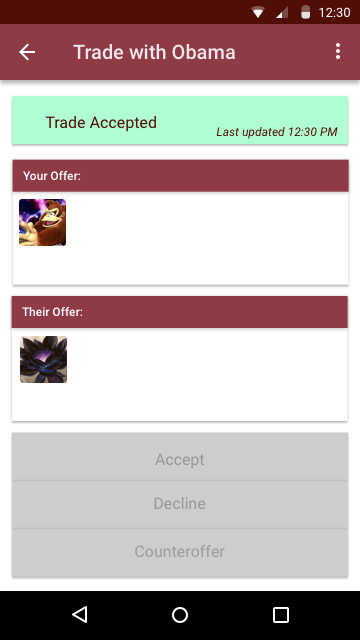 12:30
Trade with Obama
Trade Accepted
Last updated 12:30 PM
Your Offer:
Their Offer:
Accept
Decline
Counteroffer